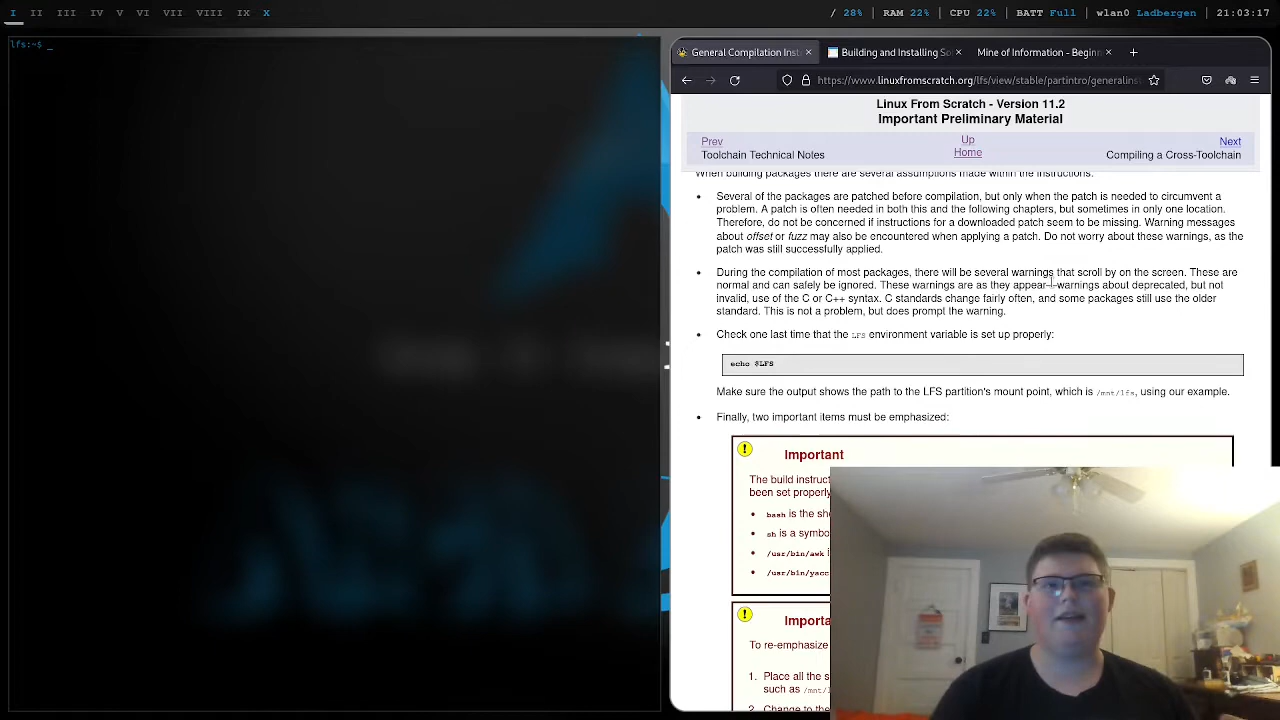 I II III IV V VI VII VIII IX X / 28% RAM 22% CPU 22% BATT Full wlan0 Ladbergen 21:03:17
lfs:~$ _
General Compilation Inst × Building and Installing So × Mine of Information - Beginn × +
https://www.linuxfromscratch.org/lfs/view/stable/partintro/generalins
Linux From Scratch - Version 11.2
Important Preliminary Material
Prev Up Next
Toolchain Technical Notes Home Compiling a Cross-Toolchain
When building packages there are several assumptions made within the instructions:
• Several of the packages are patched before compilation, but only when the patch is needed to circumvent a
problem. A patch is often needed in both this and the following chapters, but sometimes in only one location.
Therefore, do not be concerned if instructions for a downloaded patch seem to be missing. Warning messages
about offset or fuzz may also be encountered when applying a patch. Do not worry about these warnings, as the
patch was still successfully applied.
• During the compilation of most packages, there will be several warnings that scroll by on the screen. These are
normal and can safely be ignored. These warnings are as they appear—warnings about deprecated, but not
invalid, use of the C or C++ syntax. C standards change fairly often, and some packages still use the older
standard. This is not a problem, but does prompt the warning.
• Check one last time that the LFS environment variable is set up properly:
echo $LFS
Make sure the output shows the path to the LFS partition's mount point, which is /mnt/lfs, using our example.
• Finally, two important items must be emphasized:
Important
The build instruct
been set properly
• bash is the she
• sh is a symbo
• /usr/bin/awk i
• /usr/bin/yacc
Importa
To re-emphasize
1. Place all the s
such as /mnt/l
2. Change to the